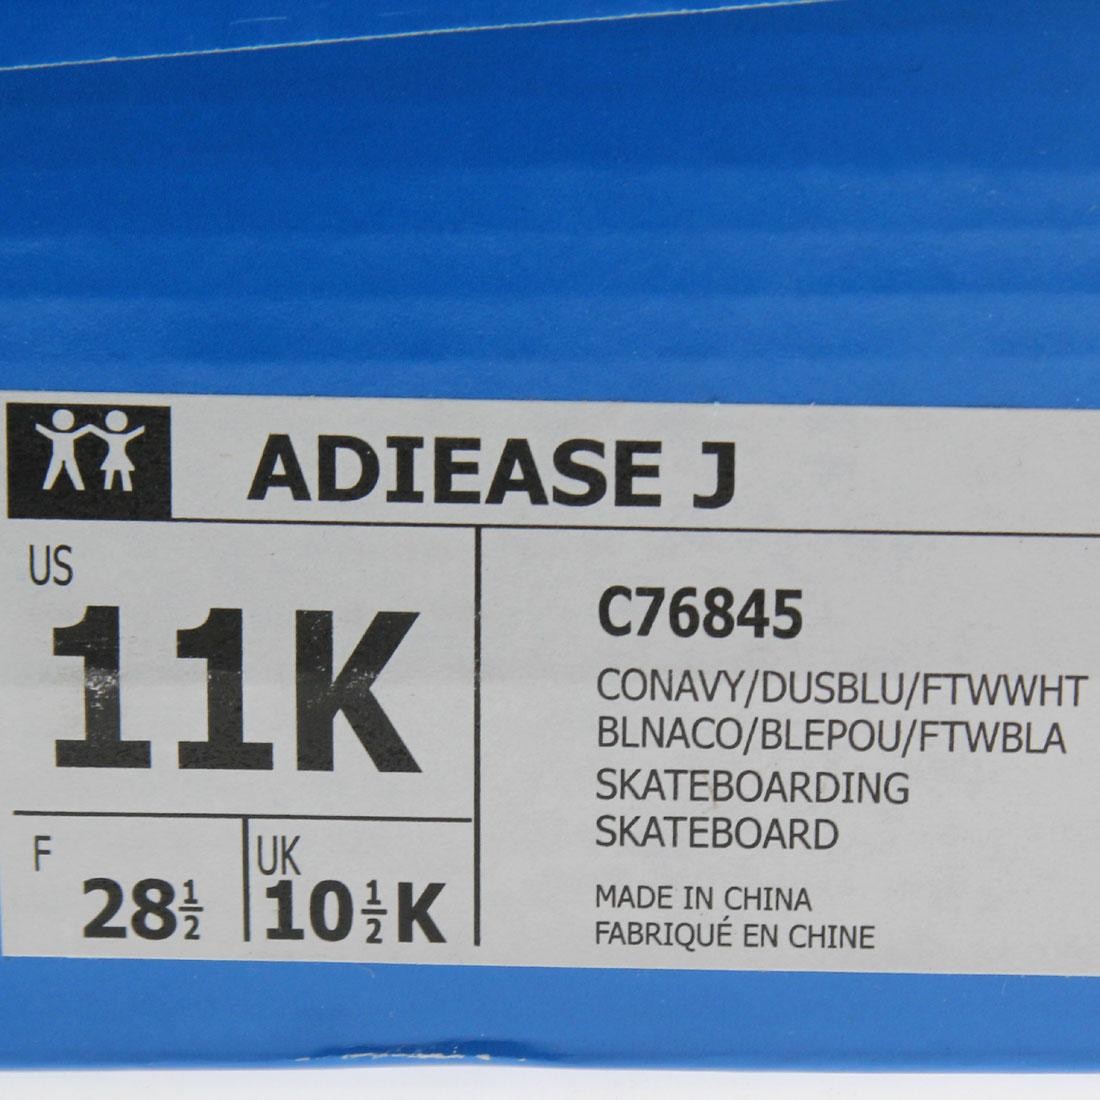 ADIEASE J
US
11K
F
28½
UK
10½K
C76845
CONAVY/DUSBLU/FTWWHT
BLNACO/BLEPOU/FTWBLA
SKATEBOARDING
SKATEBOARD
MADE IN CHINA
FABRIQUÉ EN CHINE